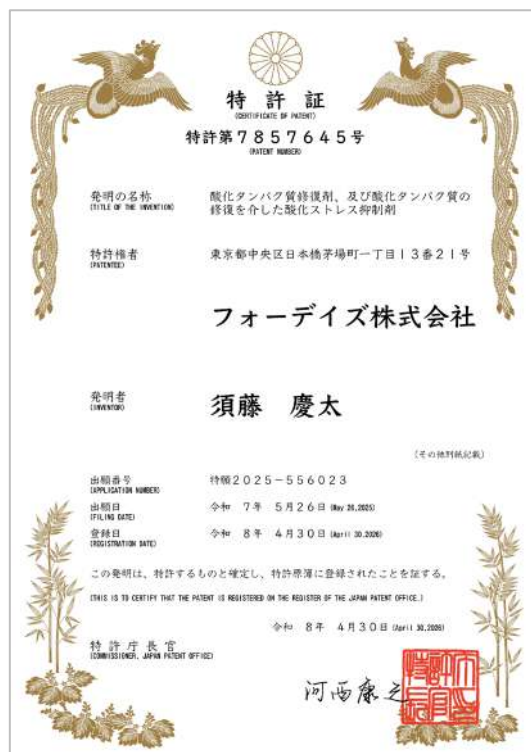 特許証
(CERTIFICATE OF PATENT)
特許第7857645号
(PATENT NUMBER)
発明の名称
(TITLE OF THE INVENTION)
酸化タンパク質修復剤、及び酸化タンパク質の
修復を介した酸化ストレス抑制剤
特許権者
(PATENTEE)
東京都中央区日本橋茅場町一丁目13番21号
フォーデイズ株式会社
発明者
(INVENTOR)
須藤 慶太
(その他別紙記載)
出願番号
(APPLICATION NUMBER)
特願2025-556023
出願日
(FILING DATE)
令和 7年 5月26日 (May 26,2025)
登録日
(REGISTRATION DATE)
令和 8年 4月30日 (April 30,2026)
この発明は、特許するものと確定し、特許原簿に登録されたことを証する。
(THIS IS TO CERTIFY THAT THE PATENT IS REGISTERED ON THE REGISTER OF THE JAPAN PATENT OFFICE.)
令和 8年 4月30日 (April 30,2026)
特許庁長官
(COMMISSIONER, JAPAN PATENT OFFICE)
河西康之